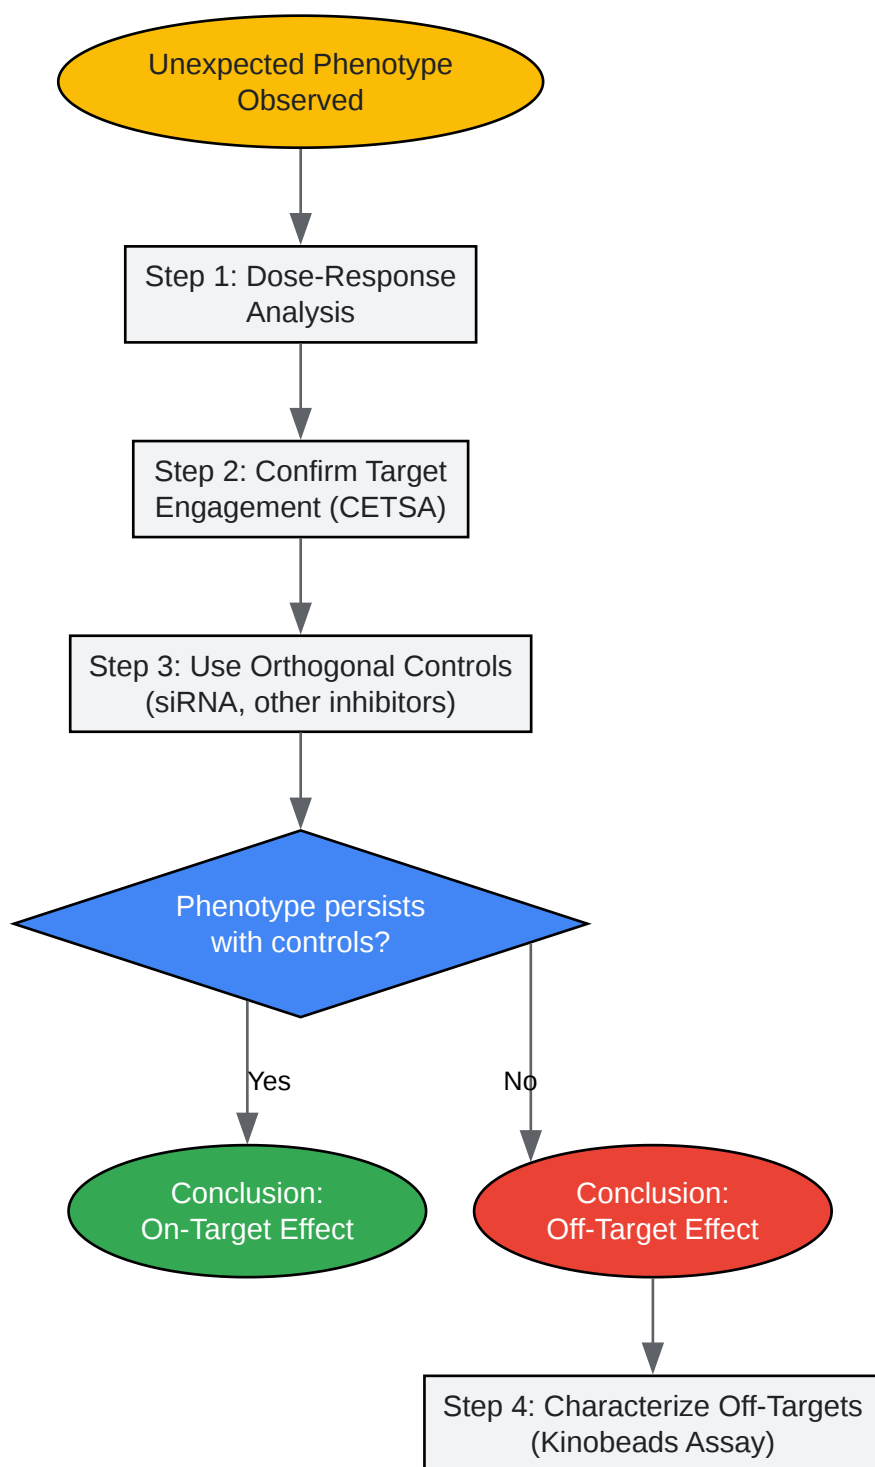 Unexpected Phenotype
Observed
Step 1: Dose-Response
Analysis
Step 2: Confirm Target
Engagement (CETSA)
Step 3: Use Orthogonal Controls
(siRNA, other inhibitors)
Phenotype persists
with controls?
Yes
No
Conclusion:
On-Target Effect
Conclusion:
Off-Target Effect
Step 4: Characterize Off-Targets
(Kinobeads Assay)